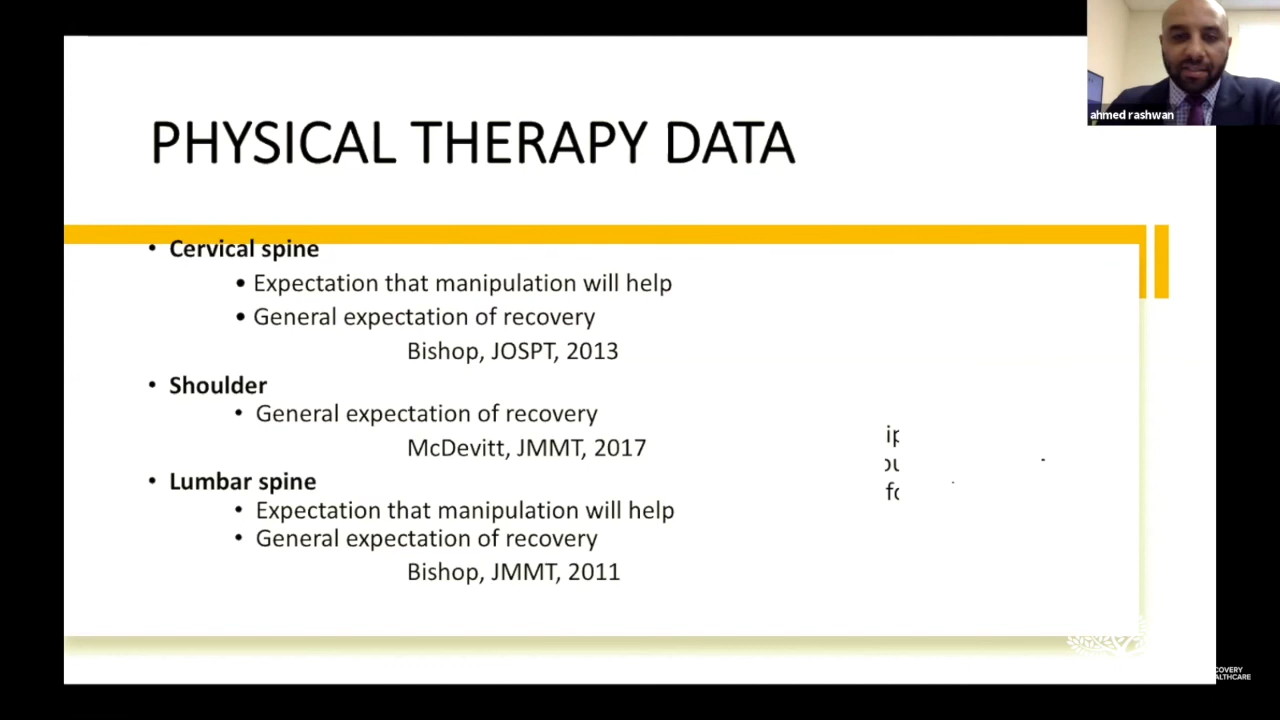 ahmed rashwan
PHYSICAL THERAPY DATA
• Cervical spine
• Expectation that manipulation will help
• General expectation of recovery
Bishop, JOSPT, 2013
• Shoulder
• General expectation of recovery
McDevitt, JMMT, 2017
• Lumbar spine
• Expectation that manipulation will help
• General expectation of recovery
Bishop, JMMT, 2011